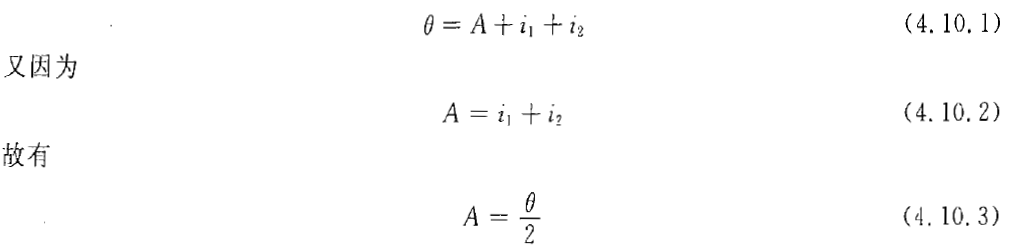 θ = A + i₁ + i₂ (4.10.1)
又因为
A = i₁ + i₂ (4.10.2)
故有
A = θ/2 (4.10.3)